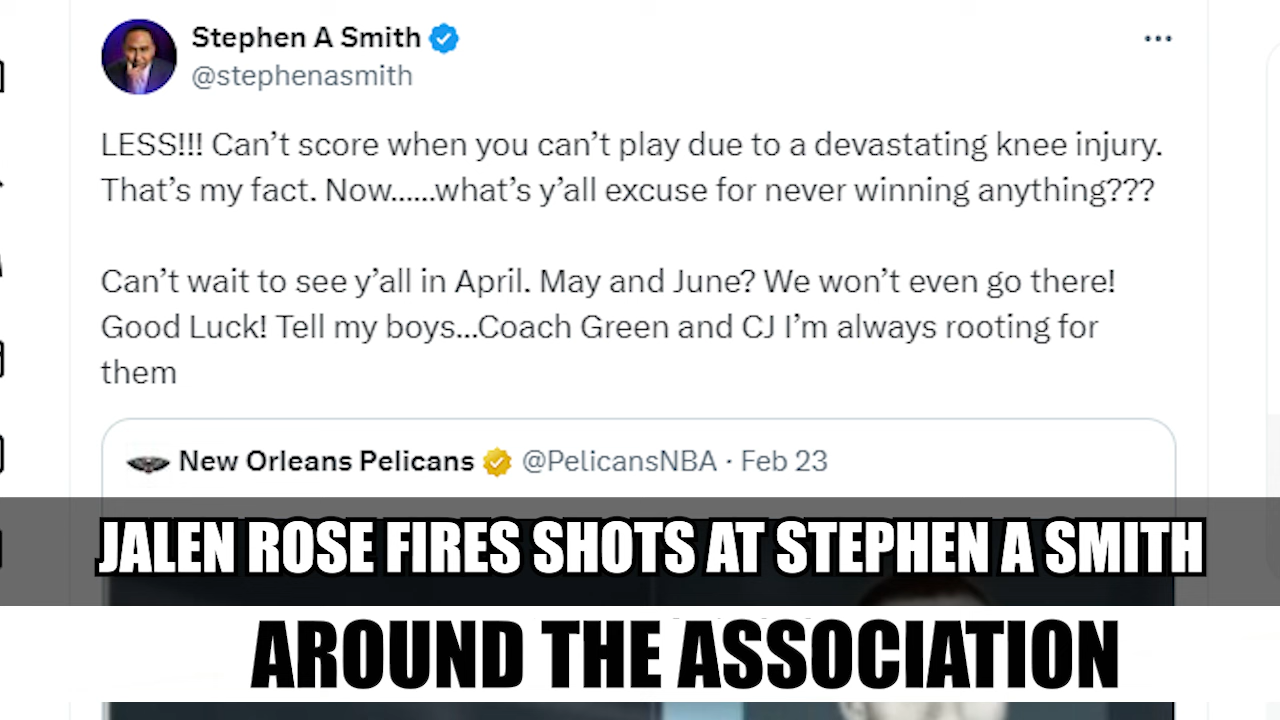 Stephen A Smith
@stephenasmith
LESS!!! Can’t score when you can’t play due to a devastating knee injury.
That’s my fact. Now......what’s y’all excuse for never winning anything???
Can’t wait to see y’all in April. May and June? We won’t even go there!
Good Luck! Tell my boys...Coach Green and CJ I’m always rooting for
them
New Orleans Pelicans @PelicansNBA · Feb 23
JALEN ROSE FIRES SHOTS AT STEPHEN A SMITH
AROUND THE ASSOCIATION